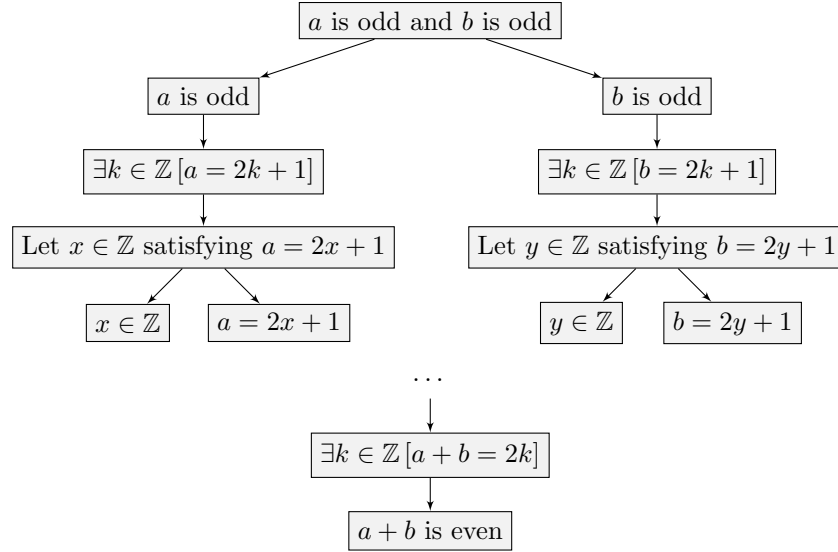 a is odd and b is odd
a is odd
b is odd
∃k ∈ ℤ [a = 2k + 1]
∃k ∈ ℤ [b = 2k + 1]
Let x ∈ ℤ satisfying a = 2x + 1
Let y ∈ ℤ satisfying b = 2y + 1
x ∈ ℤ
a = 2x + 1
y ∈ ℤ
b = 2y + 1
...
∃k ∈ ℤ [a + b = 2k]
a + b is even